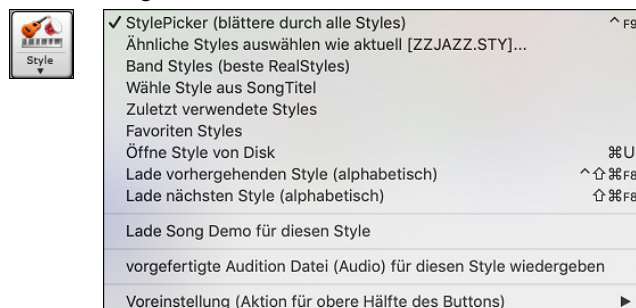 Style
✓ StylePicker (blättere durch alle Styles) ^F9
Ähnliche Styles auswählen wie aktuell [ZZJAZZ.STY]...
Band Styles (beste RealStyles)
Wähle Style aus SongTitel
Zuletzt verwendete Styles
Favoriten Styles
Öffne Style von Disk ⌘U
Lade vorhergehenden Style (alphabetisch) ^⇧⌘F8
Lade nächsten Style (alphabetisch) ⇧⌘F8
Lade Song Demo für diesen Style
vorgefertigte Audition Datei (Audio) für diesen Style wiedergeben
Voreinstellung (Aktion für obere Hälfte des Buttons) ▶